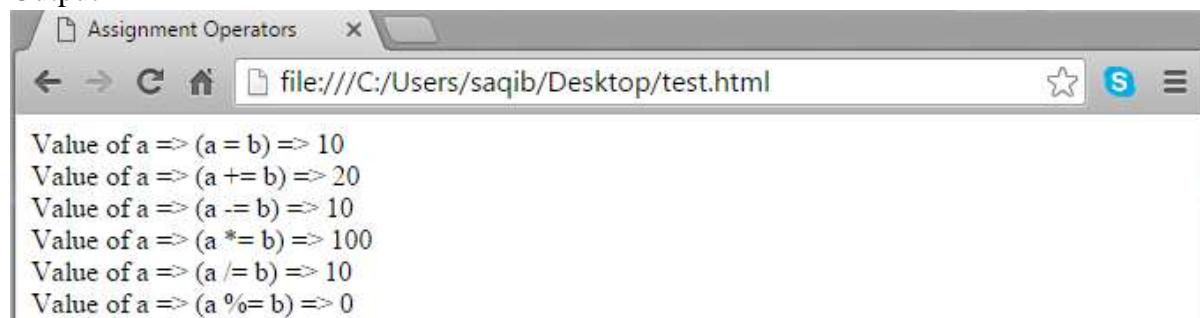 Assignment Operators
file:///C:/Users/saqib/Desktop/test.html
Value of a => (a = b) => 10
Value of a => (a += b) => 20
Value of a => (a -= b) => 10
Value of a => (a *= b) => 100
Value of a => (a /= b) => 10
Value of a => (a %= b) => 0